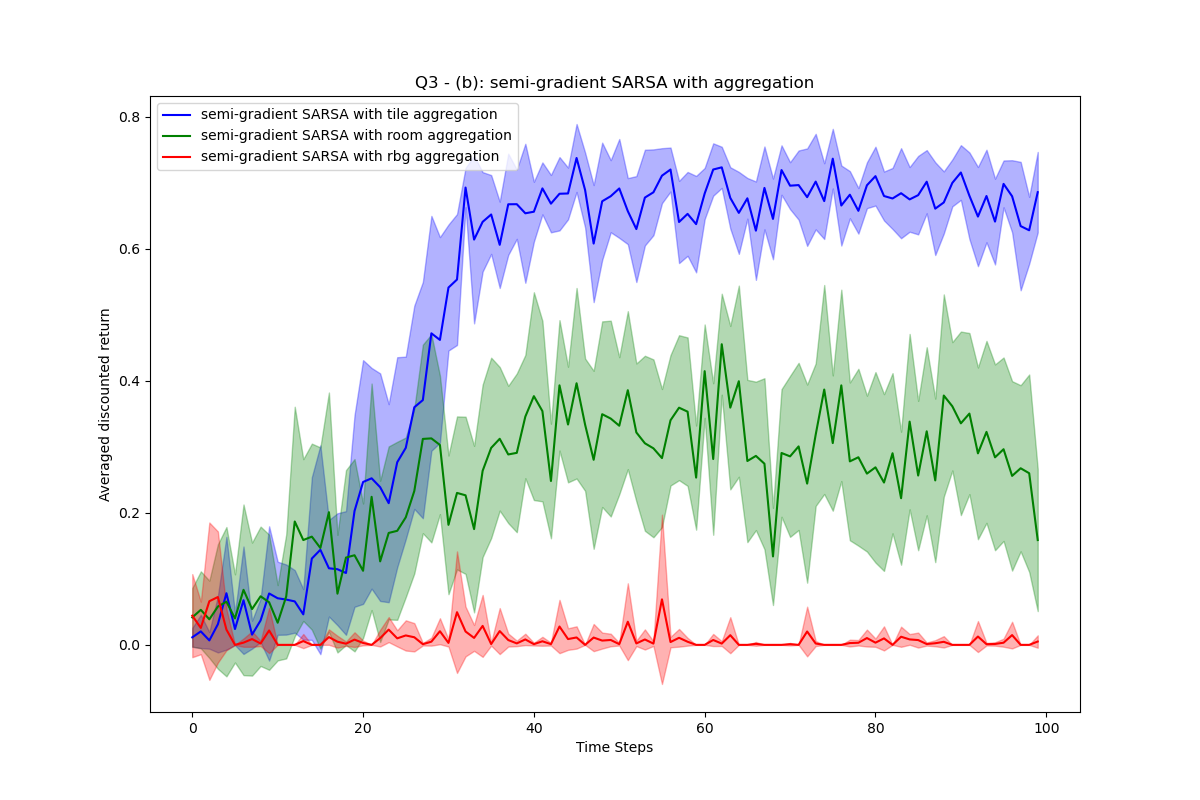 Q3 - (b): semi-gradient SARSA with aggregation
semi-gradient SARSA with tile aggregation
semi-gradient SARSA with room aggregation
semi-gradient SARSA with rbg aggregation
Averaged discounted return
0.8
0.6
0.4
0.2
0.0
0 20 40 60 80 100
Time Steps